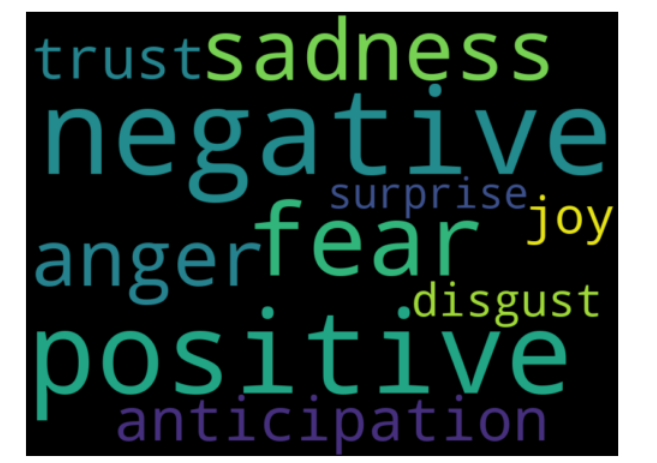 trust sadness
negative
surprise
joy
anger fear
disgust
positive
anticipation